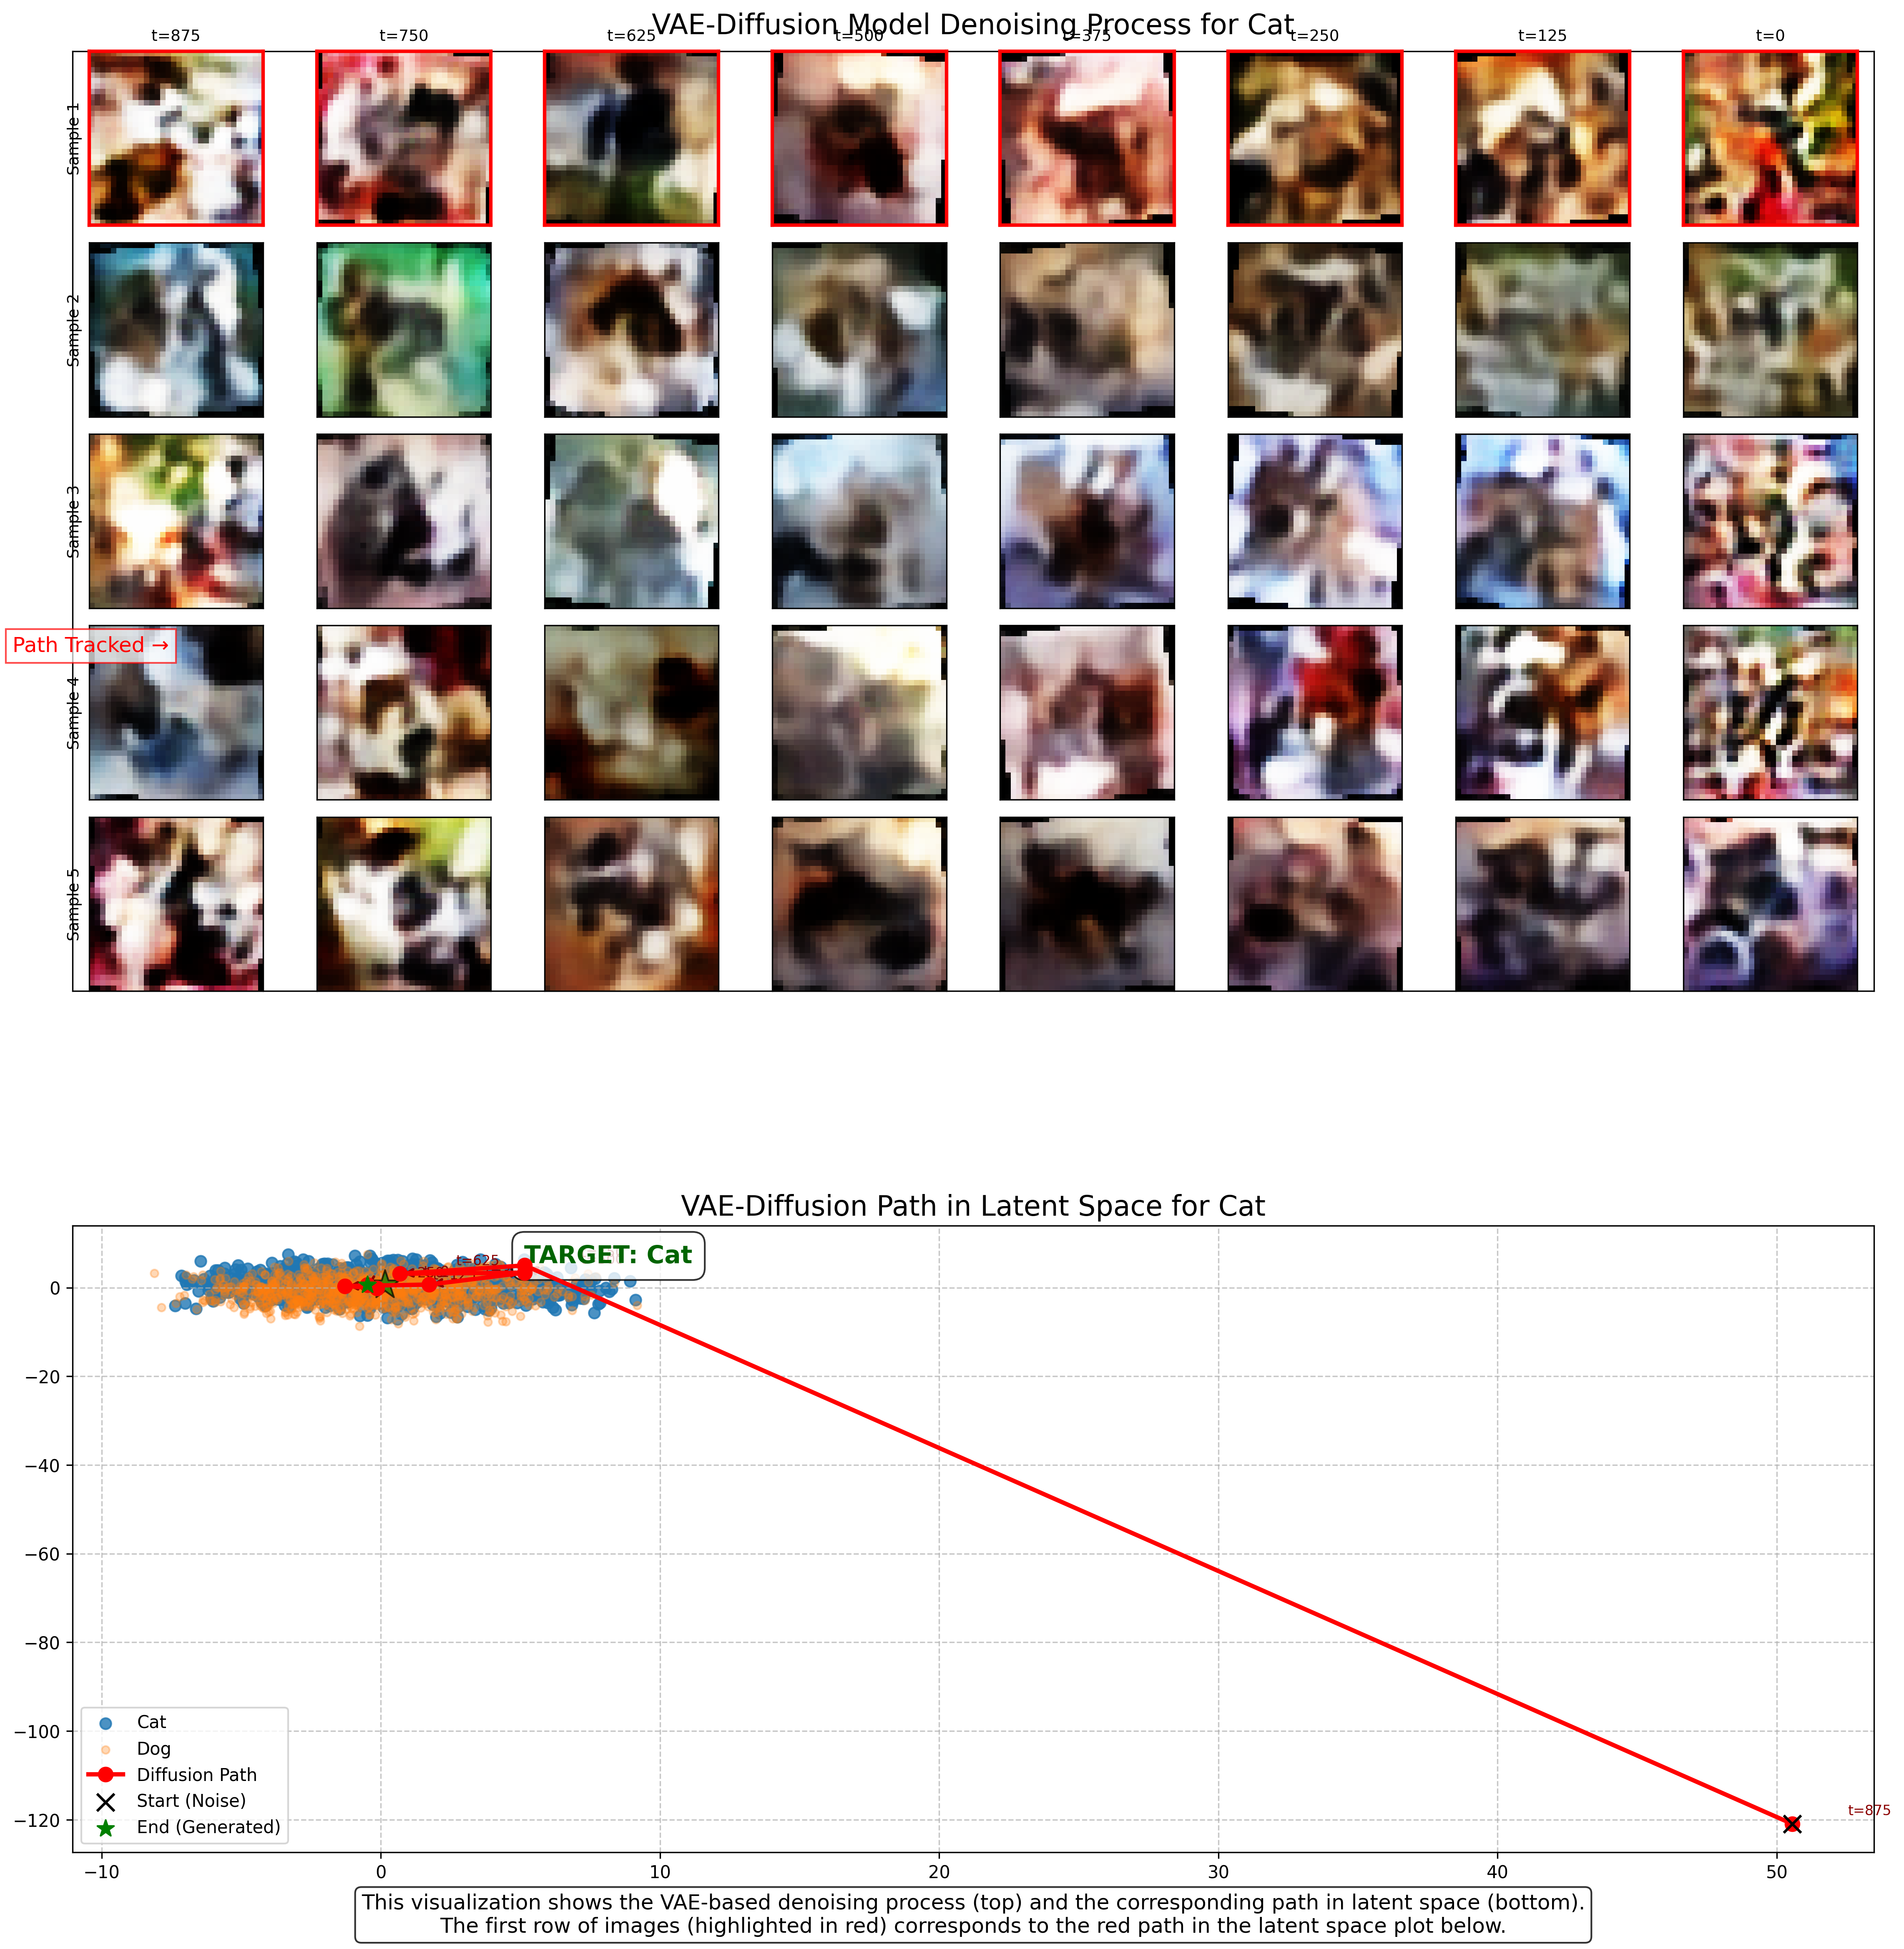 VAE-Diffusion Model Denoising Process for Cat
t=875 t=750 t=625 t=500 t=375 t=250 t=125 t=0
Sample 1
Sample 2
Sample 3
Path Tracked →
Sample 4
Sample 5
VAE-Diffusion Path in Latent Space for Cat
TARGET: Cat
t=625
0
−20
−40
−60
−80
−100
−120
t=875
Cat
Dog
Diffusion Path
Start (Noise)
End (Generated)
−10 0 10 20 30 40 50
This visualization shows the VAE-based denoising process (top) and the corresponding path in latent space (bottom).
The first row of images (highlighted in red) corresponds to the red path in the latent space plot below.